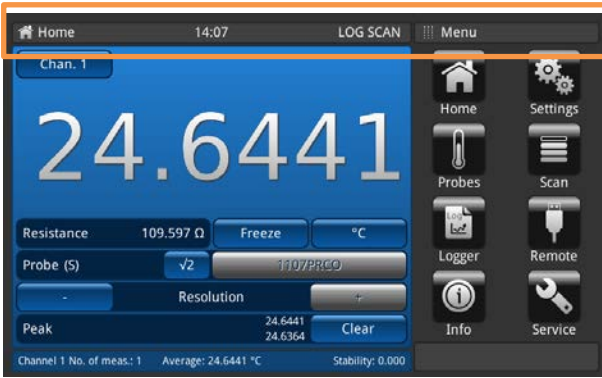 Home 14:07 LOG SCAN Menu
Chan. 1
24.6441
Home Settings
Probes Scan
Resistance 109.597 Ω Freeze °C
Log
Logger Remote
Probe (S) √2 1107PRCO
- Resolution +
Info Service
Peak 24.6441
24.6364 Clear
Channel 1 No. of meas.: 1 Average: 24.6441 °C Stability: 0.000